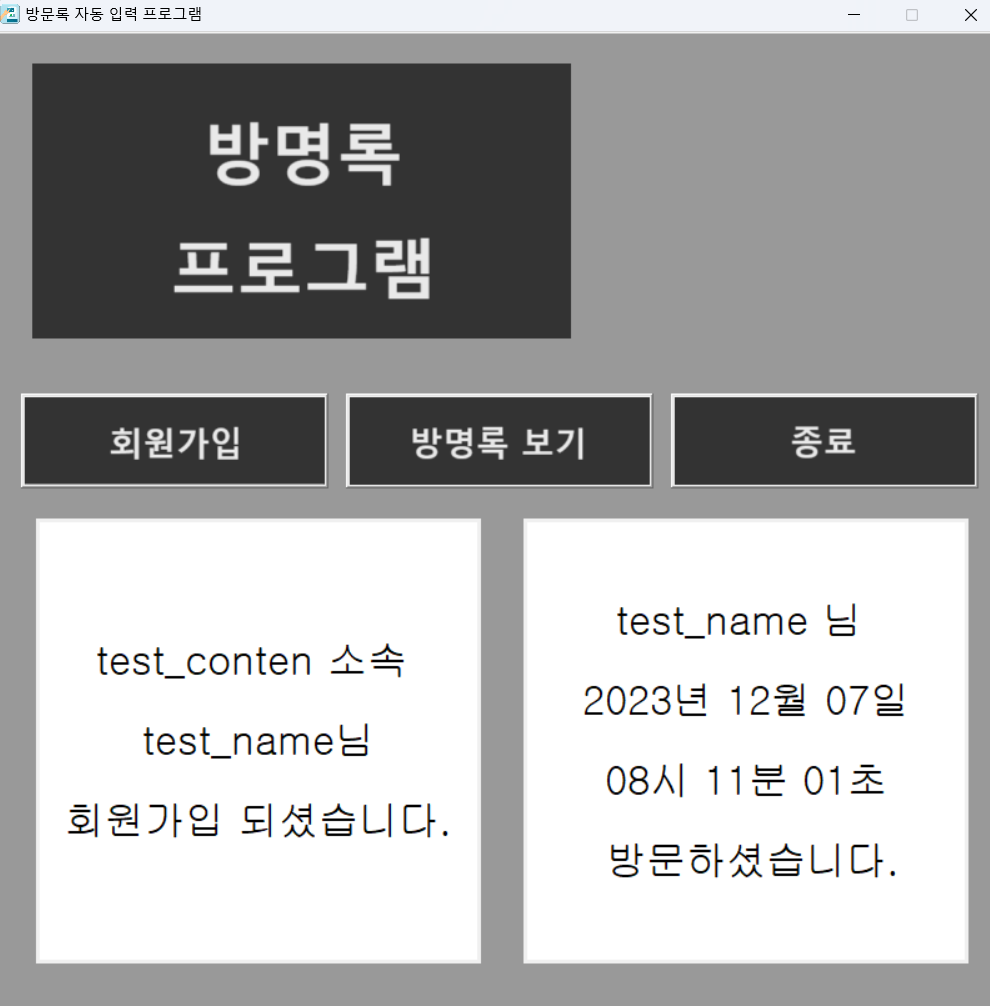 방문록 자동 입력 프로그램
방명록
프로그램
회원가입
방명록 보기
종료
test_conten 소속
test_name님
회원가입 되셨습니다.
test_name 님
2023년 12월 07일
08시 11분 01초
방문하셨습니다.